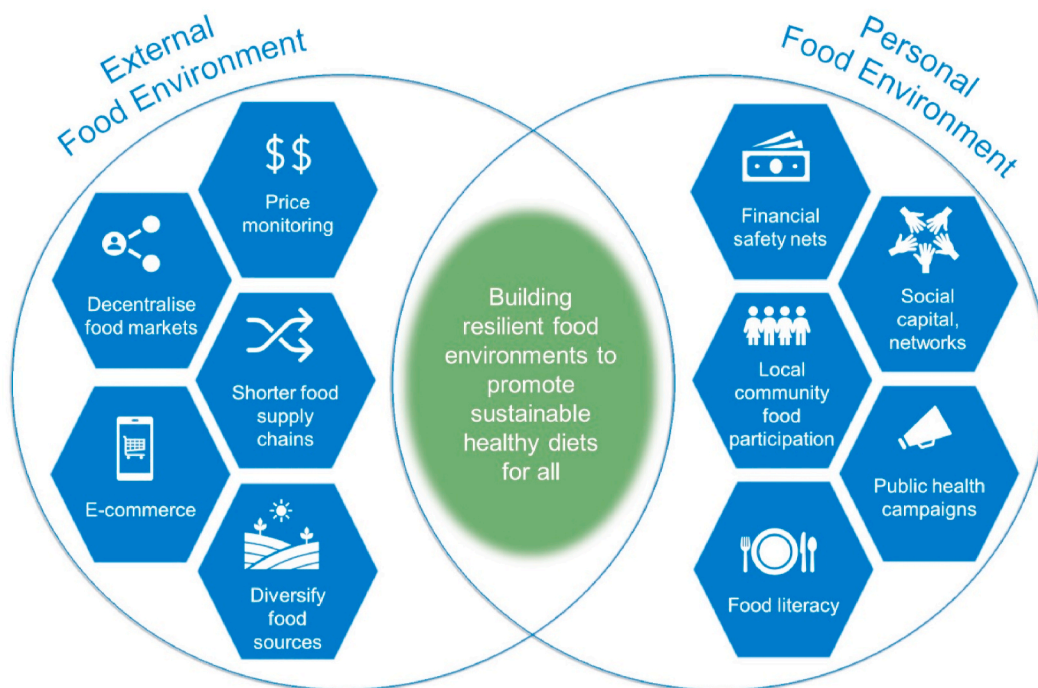 External
Food Environment
$$
Price
monitoring
Decentralise
food markets
Shorter food
supply
chains
E-commerce
Diversify
food
sources
Building
resilient food
environments to
promote
sustainable
healthy diets
for all
Personal
Food Environment
Financial
safety nets
Social
capital,
networks
Local
community
food
participation
Public health
campaigns
Food literacy